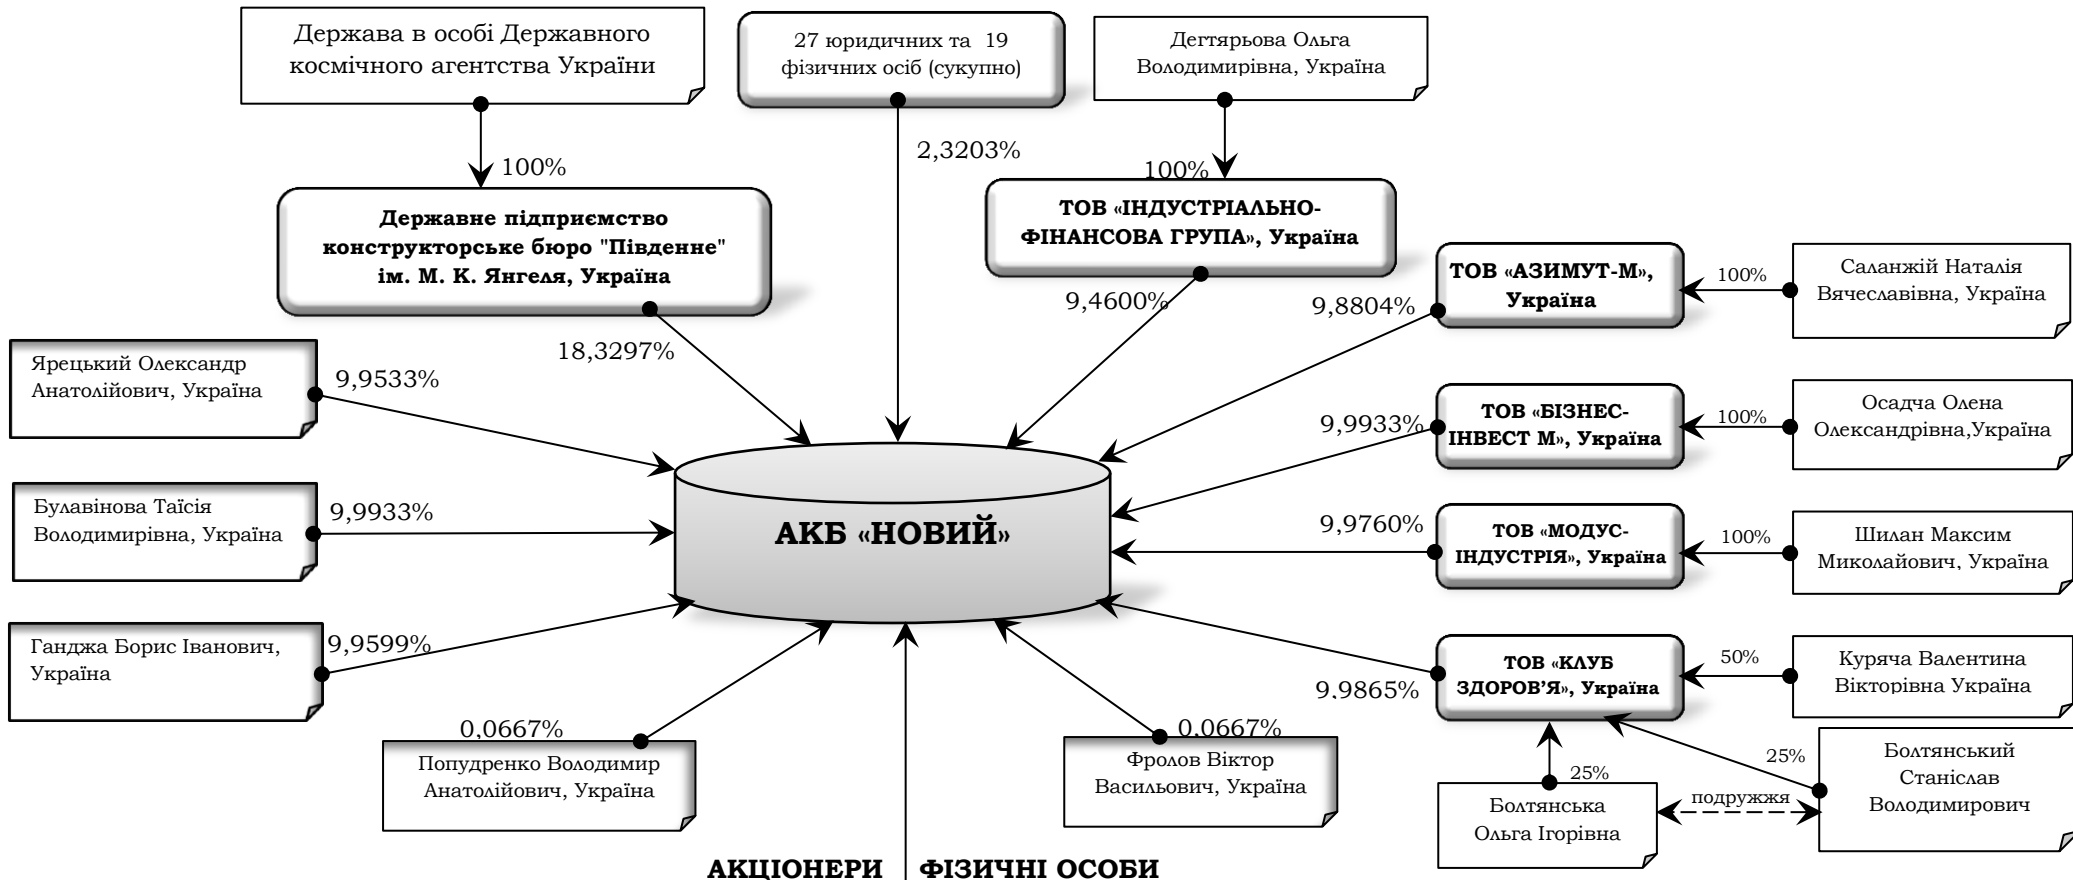 Держава в особі Державного
космічного агентства України
27 юридичних та 19
фізичних осіб (сукупно)
Дегтярьова Ольга
Володимирівна, Україна
100%
2,3203%
100%
Державне підприємство
конструкторське бюро "Південне"
ім. М. К. Янгеля, Україна
ТОВ «ІНДУСТРІАЛЬНО-
ФІНАНСОВА ГРУПА», Україна
ТОВ «АЗИМУТ-М»,
Україна
100%
Саланжій Наталія
Вячеславівна, Україна
18,3297%
9,4600%
9,8804%
Ярецький Олександр
Анатолійович, Україна
9,9533%
ТОВ «БІЗНЕС-
ІНВЕСТ М», Україна
9,9933%
100%
Осадча Олена
Олександрівна,Україна
Булавінова Таїсія
Володимирівна, Україна
9,9933%
АКБ «НОВИЙ»
9,9760%
ТОВ «МОДУС-
ІНДУСТРІЯ», Україна
100%
Шилан Максим
Миколайович, Україна
Ганджа Борис Іванович,
Україна
9,9599%
9,9865%
ТОВ «КЛУБ
ЗДОРОВ’Я», Україна
50%
Куряча Валентина
Вікторівна Україна
0,0667%
Попудренко Володимир
Анатолійович, Україна
0,0667%
Фролов Віктор
Васильович, Україна
25%
Болтянська
Ольга Ігорівна
подружжя
25%
Болтянський
Станіслав
Володимирович
АКЦІОНЕРИ ФІЗИЧНІ ОСОБИ